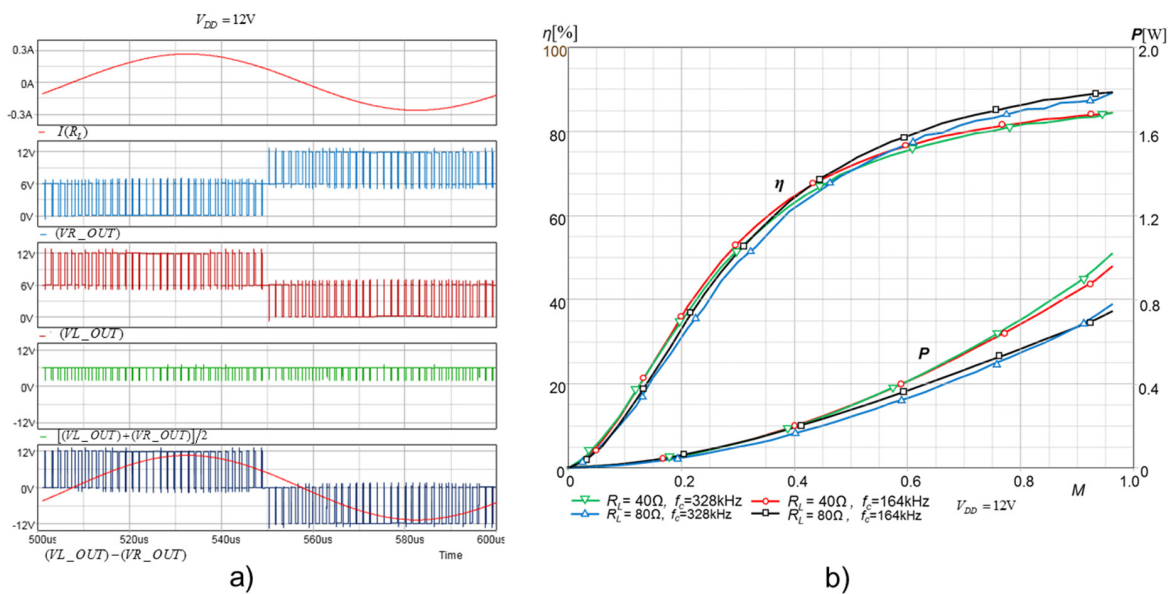 V_DD = 12V
0.3A
0A
-0.3A
I(R_L)
12V
6V
0V
(VR_OUT)
12V
6V
0V
(VL_OUT)
12V
0V
-12V
[(VL_OUT)+(VR_OUT)]/2
12V
0V
-12V
500us 520us 540us 560us 580us 600us
Time
(VL_OUT)−(VR_OUT)
a)
η[%]
P[W]
100
80
60
40
20
0
2.0
1.6
1.2
0.8
0.4
η
P
0 0.2 0.4 0.6 0.8 1.0
M
R_L= 40Ω, f_c=328kHz
R_L= 40Ω, f_c=164kHz
R_L= 80Ω, f_c=328kHz
R_L= 80Ω, f_c=164kHz
V_DD = 12V
b)